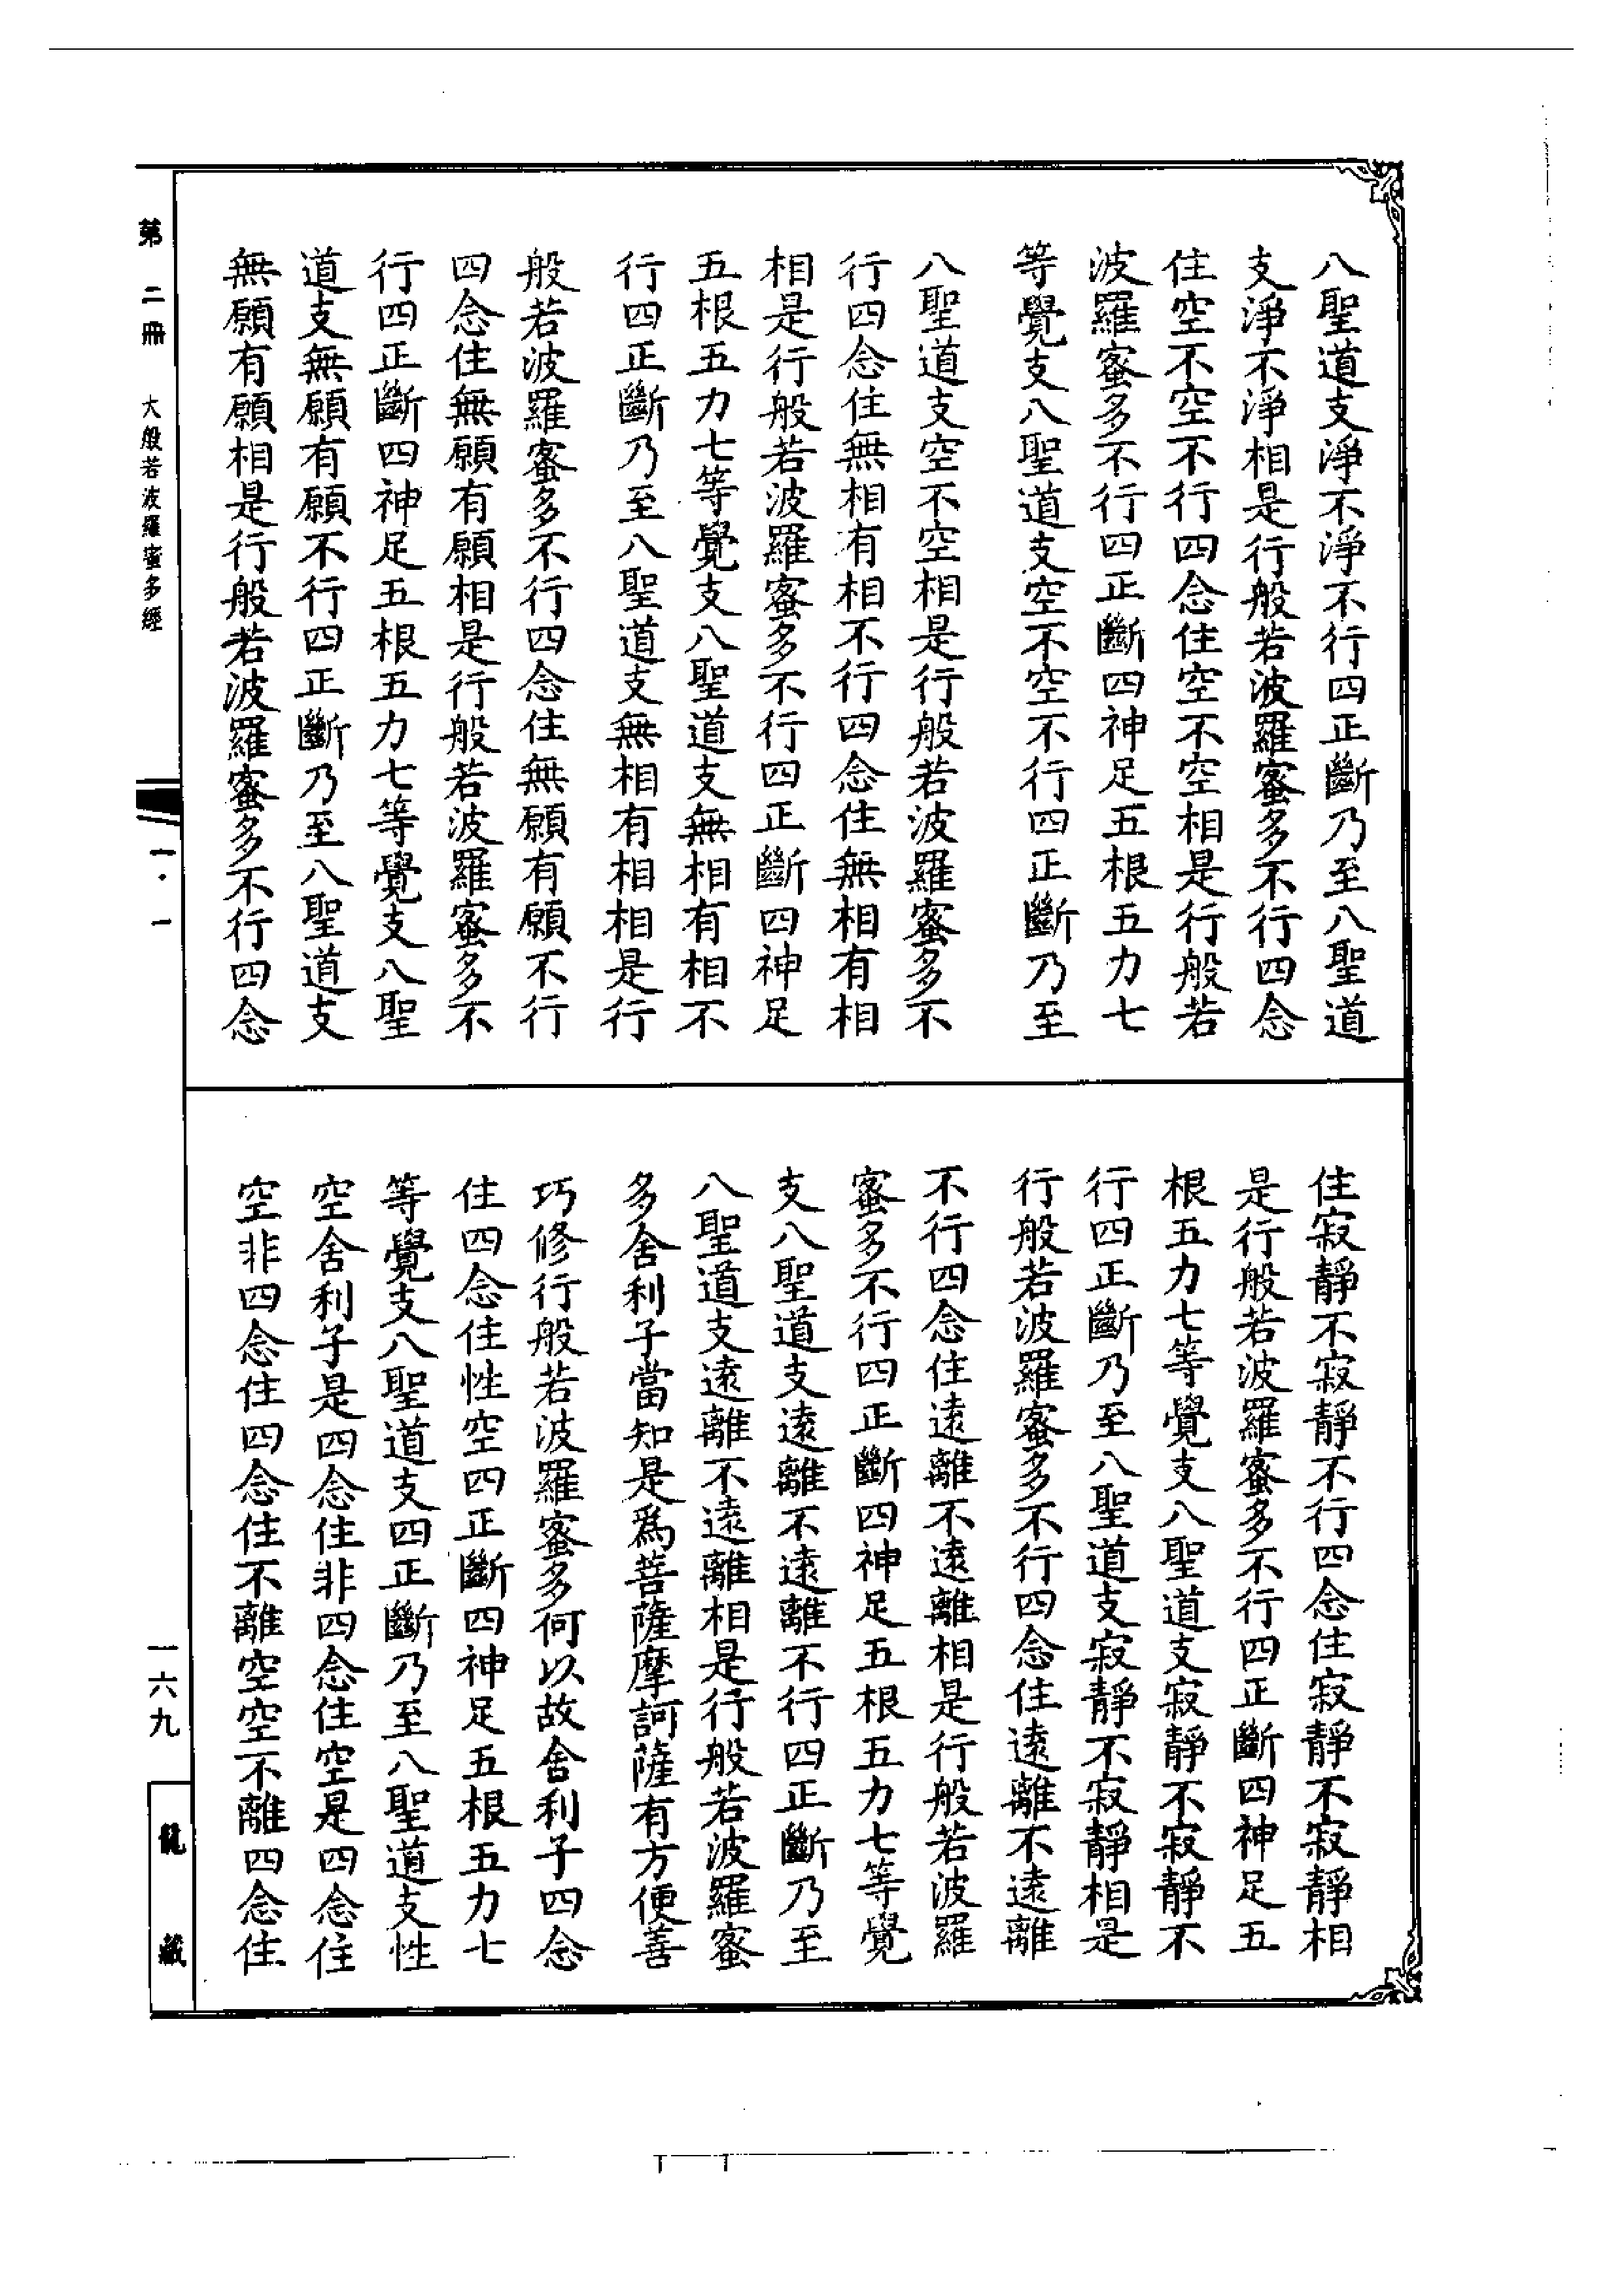 八聖道支淨不淨不行四正斷乃至八聖道
支淨不淨相是行般若波羅蜜多不行四念
住空不空不行四念住空不空相是行般若
波羅蜜多不行四正斷四神足五根五力七
等覺支八聖道支空不空不行四正斷乃至
八聖道支空不空相是行般若波羅蜜多不
行四念住無相有相不行四念住無相有相
相是行般若波羅蜜多不行四正斷四神足
五根五力七等覺支八聖道支無相有相不
行四正斷乃至八聖道支無相有相相是行
般若波羅蜜多不行四念住無願有願不行
四念住無願有願相是行般若波羅蜜多不
行四正斷四神足五根五力七等覺支八聖
道支無願有願不行四正斷乃至八聖道支
無願有願相是行般若波羅蜜多不行四念
住寂靜不寂靜不行四念住寂靜不寂靜相
是行般若波羅蜜多不行四正斷四神足五
根五力七等覺支八聖道支寂靜不寂靜不
行四正斷乃至八聖道支寂靜不寂靜相是
行般若波羅蜜多不行四念住遠離不遠離
不行四念住遠離不遠離相是行般若波羅
蜜多不行四正斷四神足五根五力七等覺
支八聖道支遠離不遠離不行四正斷乃至
八聖道支遠離不遠離相是行般若波羅蜜
多舍利子當知是爲菩薩摩訶薩有方便善
巧修行般若波羅蜜多何以故舍利子四念
住四念住性空四正斷四神足五根五力七
等覺支八聖道支四正斷乃至八聖道支性
空舍利子是四念住非四念住空是四念住
空非四念住四念住不離空空不離四念住
第二冊 大般若波羅蜜多經
一·一
一六九
龍藏